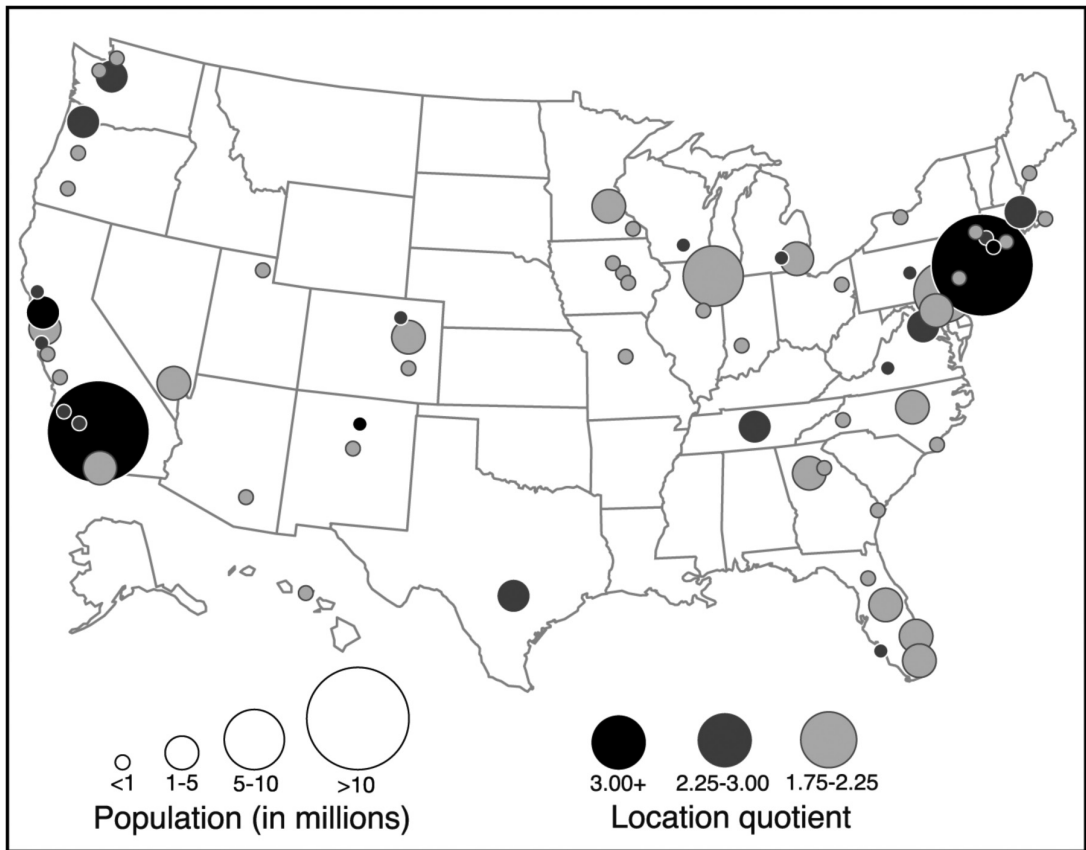 <1 1-5 5-10 >10
Population (in millions)
3.00+ 2.25-3.00 1.75-2.25
Location quotient